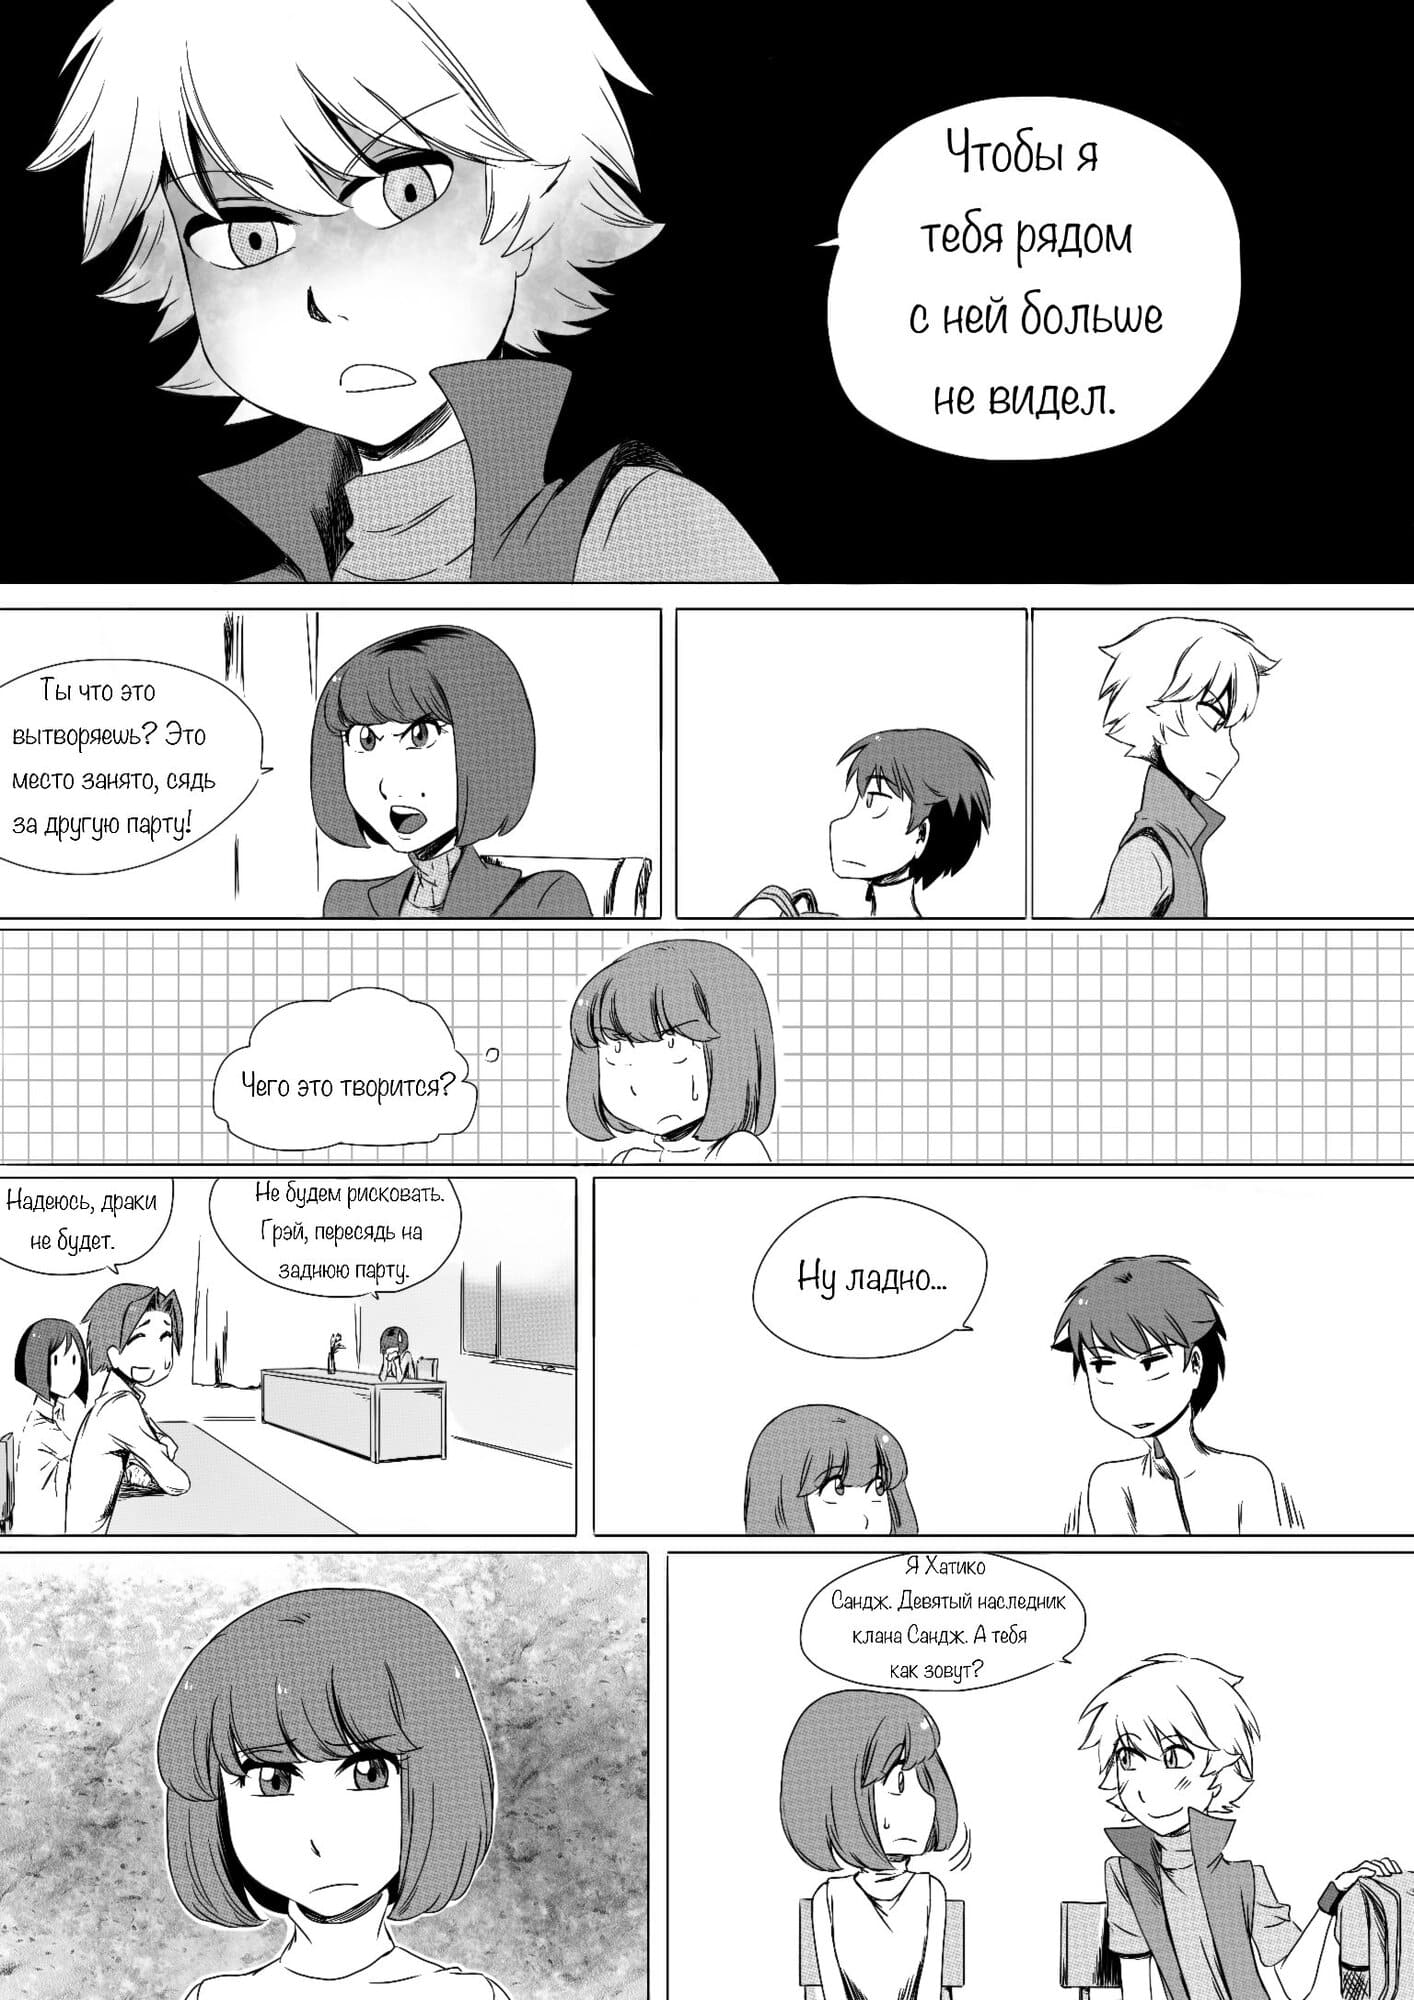 Чтобы я
тебя рядом
с ней больше
не видел.
Ты что это
вытворяешь? Это
место занято, сядь
за другую парту!
Чего это творится?
Надеюсь, драки
не будет.
Не будем рисковать.
Грэй, пересядь на
заднюю парту.
Ну ладно...
Я Хатико
Сандж. Девятый наследник
клана Сандж. А тебя
как зовут?